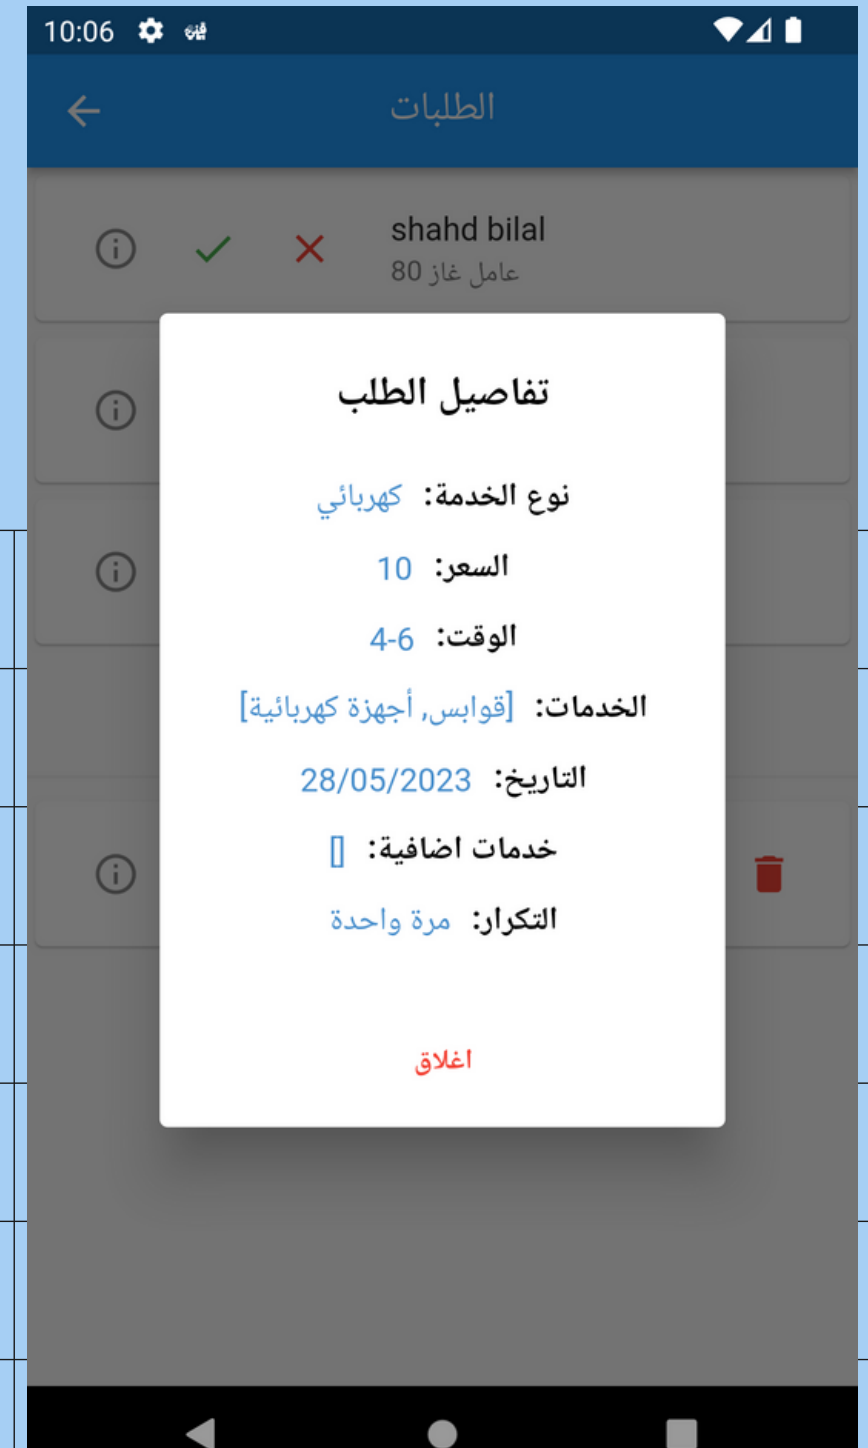 10:06
الطلبات
shahd bilal
عامل غاز 80
تفاصيل الطلب
نوع الخدمة: كهربائي
السعر: 10
الوقت: 4-6
الخدمات: [قوابس, أجهزة كهربائية]
التاريخ: 28/05/2023
خدمات اضافية: []
التكرار: مرة واحدة
اغلاق